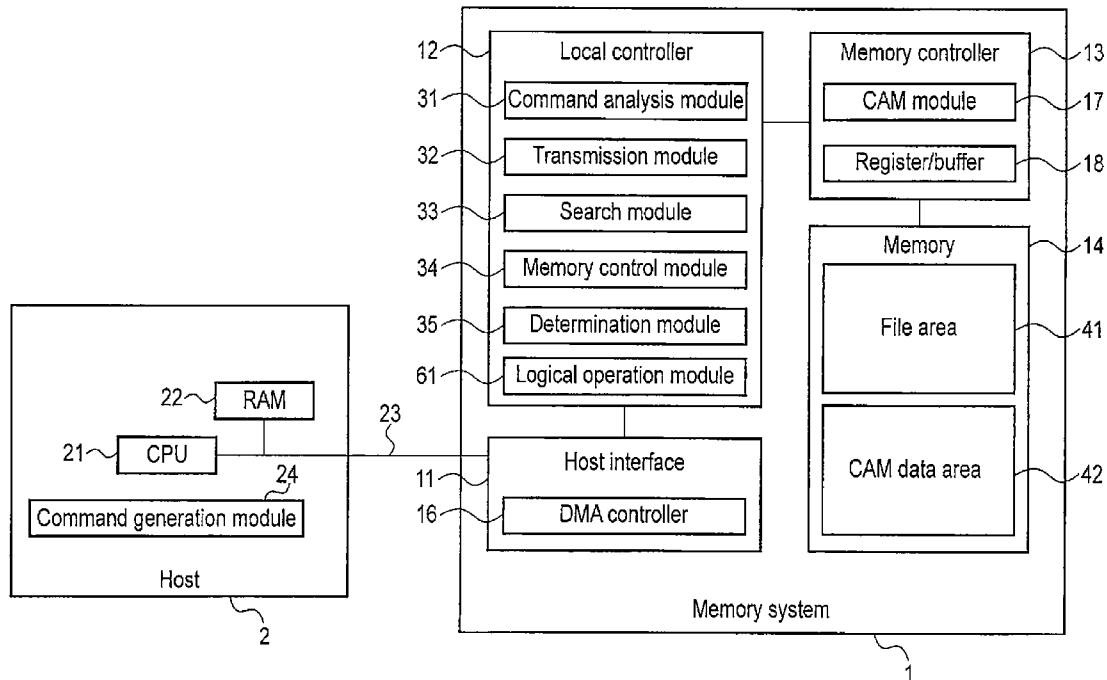 12
Local controller
31
Command analysis module
32
Transmission module
33
Search module
34
Memory control module
35
Determination module
61
Logical operation module
Memory controller
13
CAM module
17
Register/buffer
18
Memory
14
File area
41
CAM data area
42
22
RAM
21
CPU
23
24
Command generation module
Host
2
11
Host interface
16
DMA controller
Memory system
1